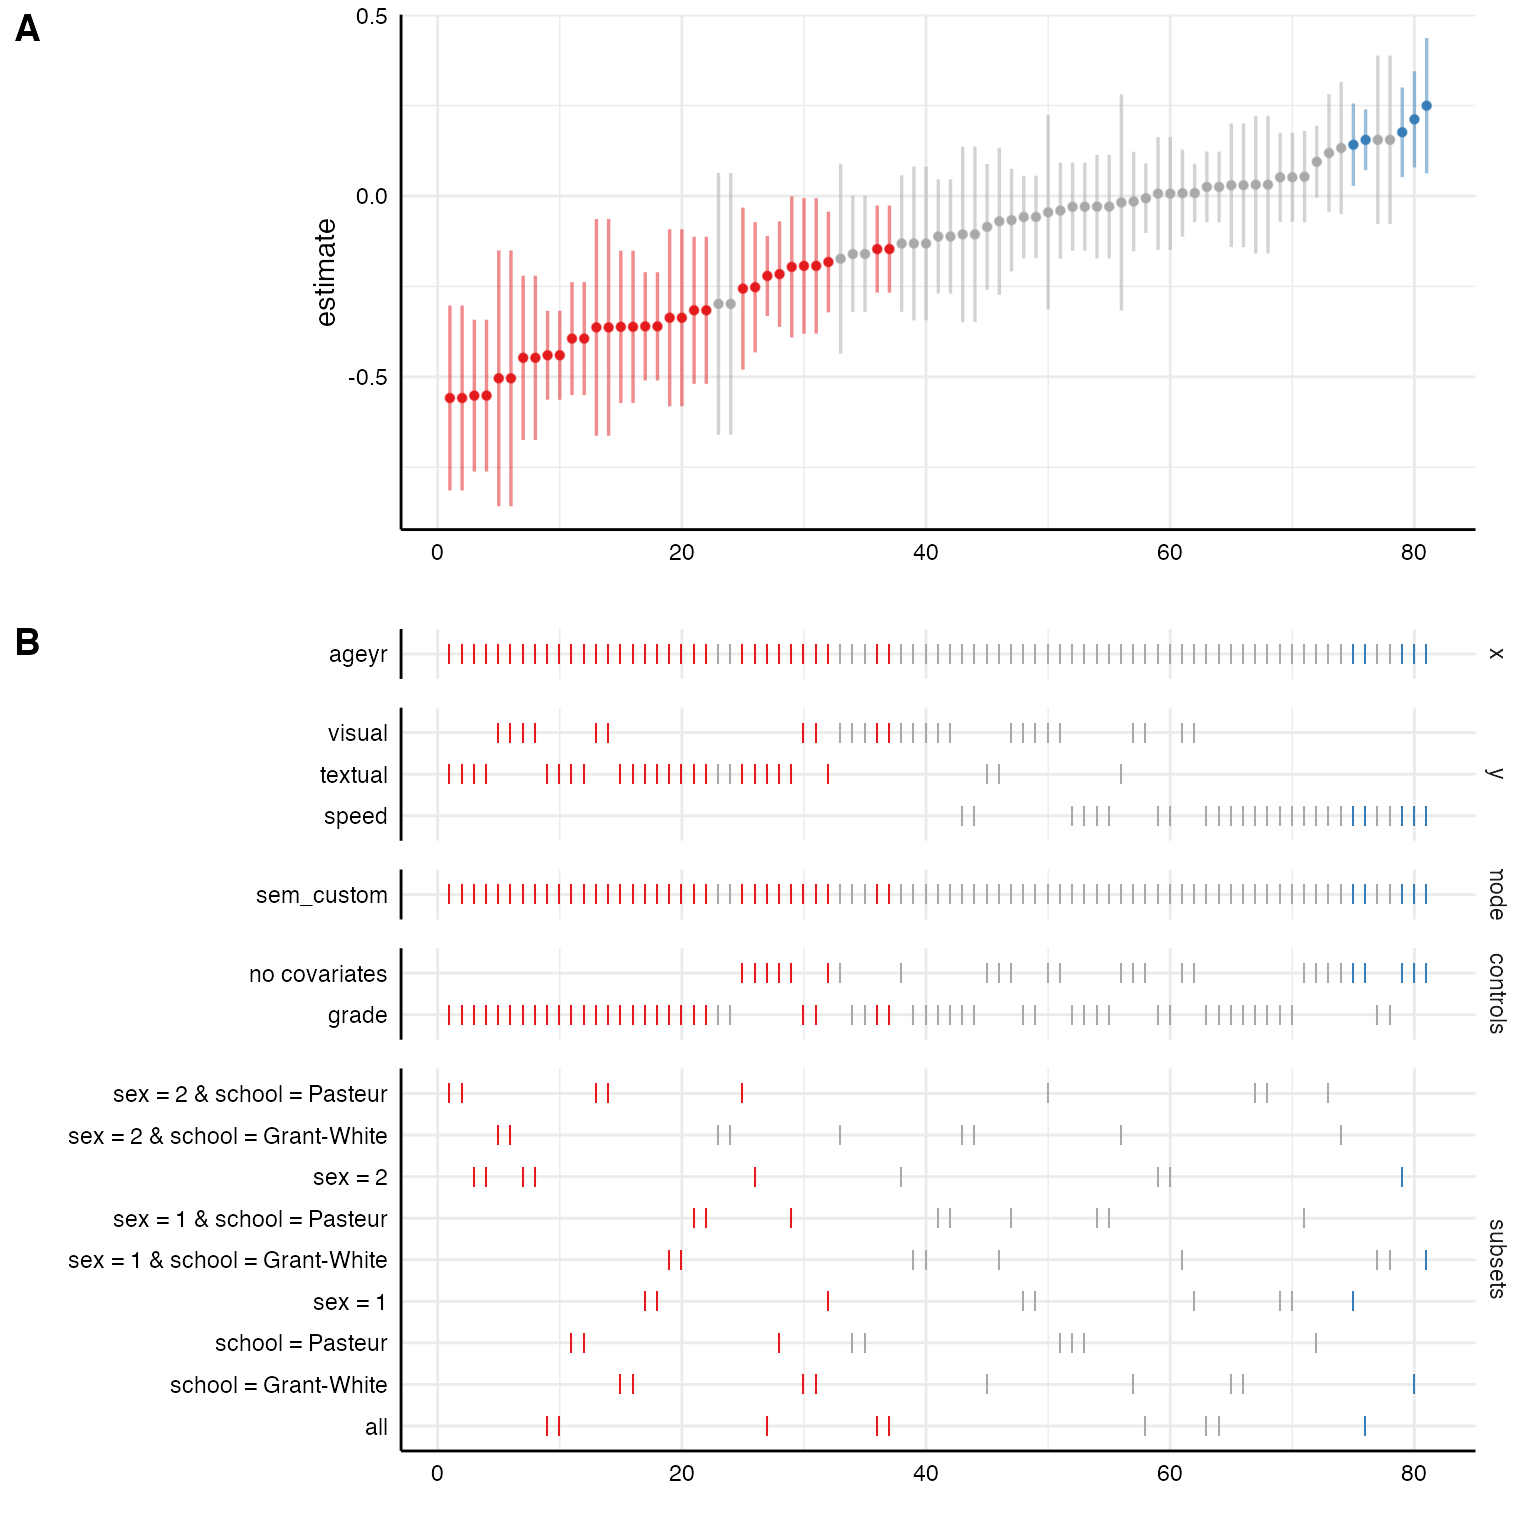 A
0.5
0.0
-0.5
estimate
0 20 40 60 80
B
ageyr
x
visual
textual
speed
y
sem_custom
mode
no covariates
grade
controls
sex = 2 & school = Pasteur
sex = 2 & school = Grant-White
sex = 2
sex = 1 & school = Pasteur
sex = 1 & school = Grant-White
sex = 1
school = Pasteur
school = Grant-White
all
subsets
0 20 40 60 80